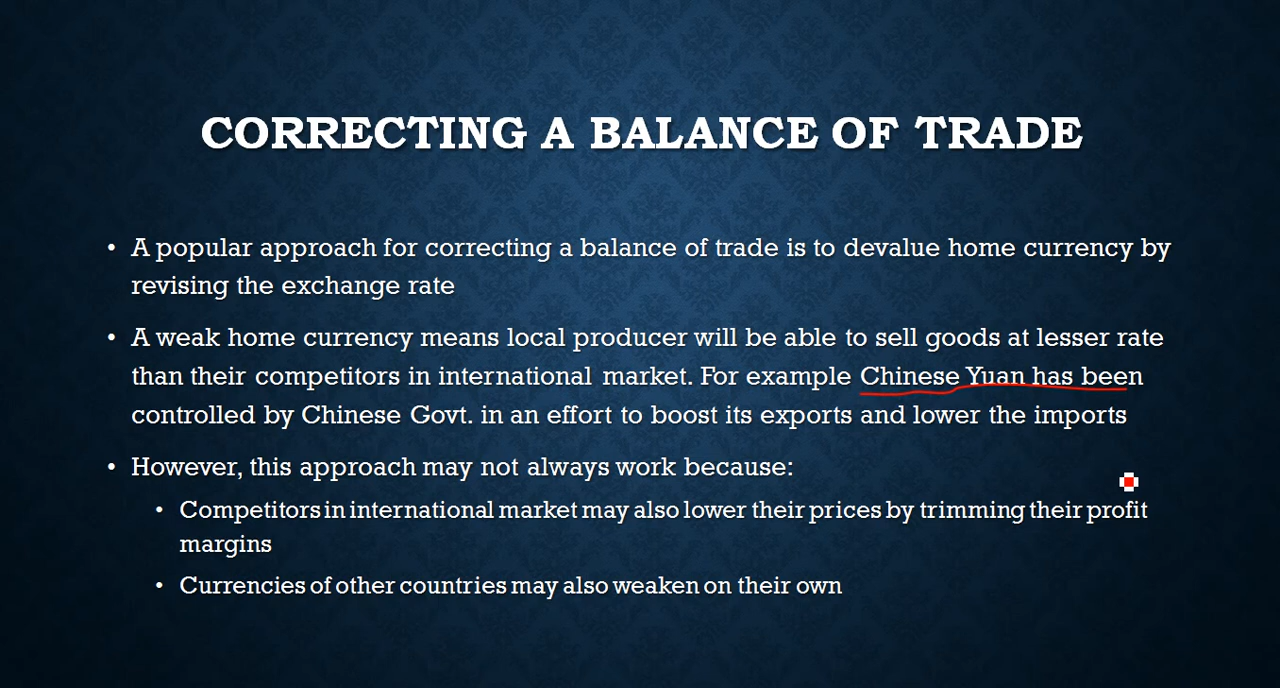 CORRECTING A BALANCE OF TRADE
• A popular approach for correcting a balance of trade is to devalue home currency by
revising the exchange rate
• A weak home currency means local producer will be able to sell goods at lesser rate
than their competitors in international market. For example Chinese Yuan has been
controlled by Chinese Govt. in an effort to boost its exports and lower the imports
• However, this approach may not always work because:
• Competitors in international market may also lower their prices by trimming their profit
margins
• Currencies of other countries may also weaken on their own